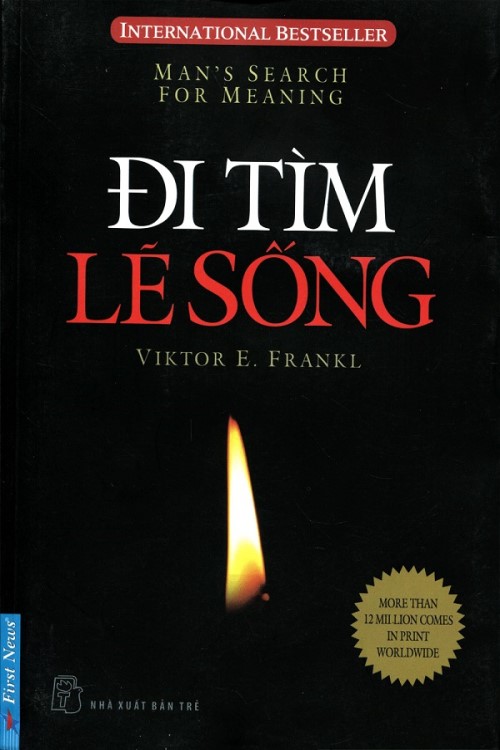 INTERNATIONAL BESTSELLER
MAN'S SEARCH
FOR MEANING
ĐI TÌM
LẼ SỐNG
VIKTOR E. FRANKL
MORE THAN
12 MILLION COMES
IN PRINT
WORLDWIDE
First News®
NHÀ XUẤT BẢN TRẺ